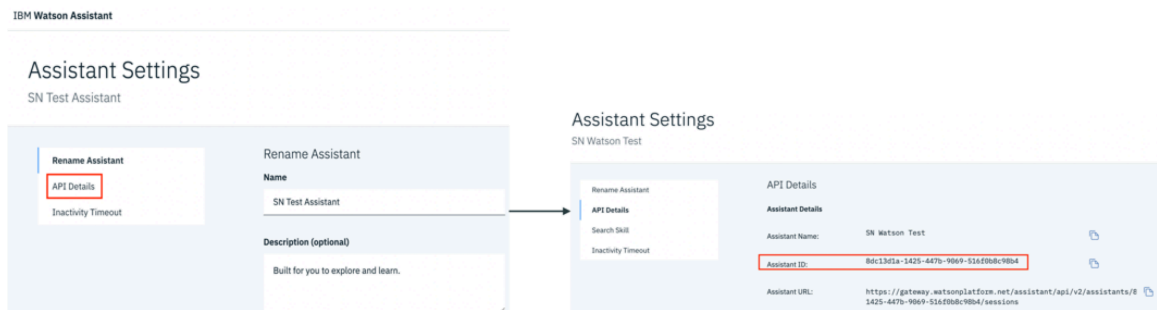 IBM Watson Assistant
Assistant Settings
SN Test Assistant
Rename Assistant
API Details
Inactivity Timeout
Rename Assistant
Name
SN Test Assistant
Description (optional)
Built for you to explore and learn.
Assistant Settings
SN Watson Test
Rename Assistant
API Details
Search Skill
Inactivity Timeout
API Details
Assistant Details
Assistant Name: SN Watson Test
Assistant ID: 8dc13d1a-1425-447b-9069-516f0b8c98b4
Assistant URL: https://gateway.watsonplatform.net/assistant/api/v2/assistants/8
1425-447b-9069-516f0b8c98b4/sessions